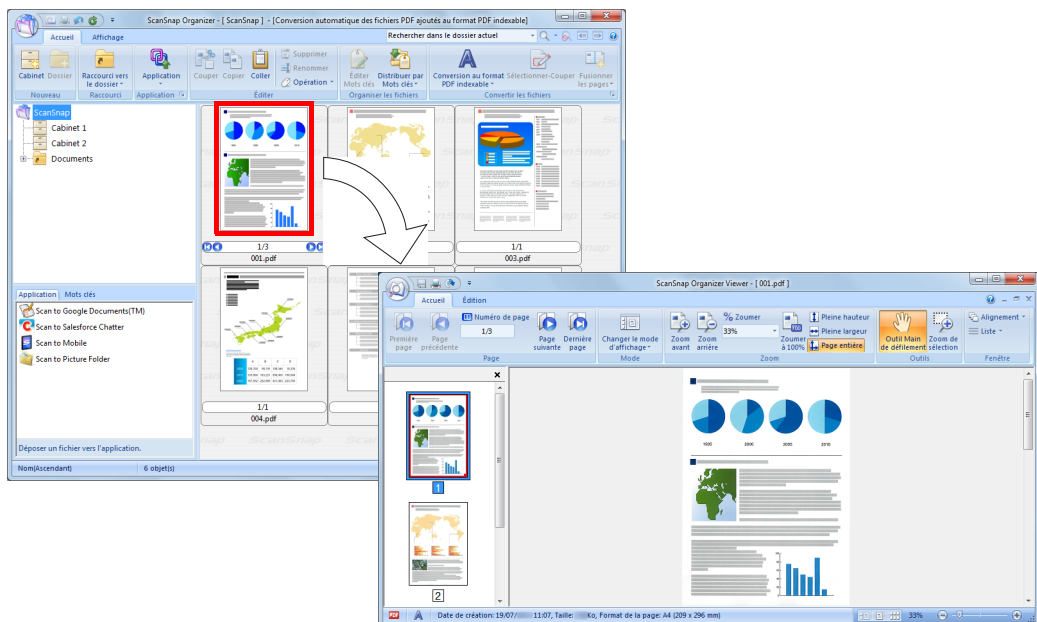 ScanSnap Organizer - [ ScanSnap ] - [Conversion automatique des fichiers PDF ajoutés au format PDF indexable]
Accueil Affichage
Rechercher dans le dossier actuel
Cabinet Dossier
Raccourci vers le dossier
Application
Couper Copier Coller
Supprimer
Renommer
Opération
Éditer Mots clés
Distribuer par Mots clés
Conversion au format PDF indexable
Sélectionner-Couper
Fusionner les pages
Nouveau Raccourci Application Éditer Organiser les fichiers Convertir les fichiers
ScanSnap
Cabinet 1
Cabinet 2
Documents
1/3
001.pdf
1/1
003.pdf
1/1
004.pdf
Application Mots clés
Scan to Google Documents(TM)
Scan to Salesforce Chatter
Scan to Mobile
Scan to Picture Folder
Déposer un fichier vers l'application.
Nom(Ascendant) 6 objet(s)
ScanSnap Organizer Viewer - [ 001.pdf ]
Accueil Édition
Première page
Page précédente
Numéro de page
1/3
Page suivante
Dernière page
Changer le mode d'affichage
Zoom avant
Zoom arrière
% Zoumer
33%
Zoumer à 100%
Pleine hauteur
Pleine largeur
Page entière
Outil Main de défilement
Zoom de sélection
Alignement
Liste
Page Mode Zoom Outils Fenêtre
1
2
1995 2000 2005 2010
PDF Date de création: 19/07/ 11:07, Taille: Ko, Format de la page: A4 (209 x 296 mm)
33%